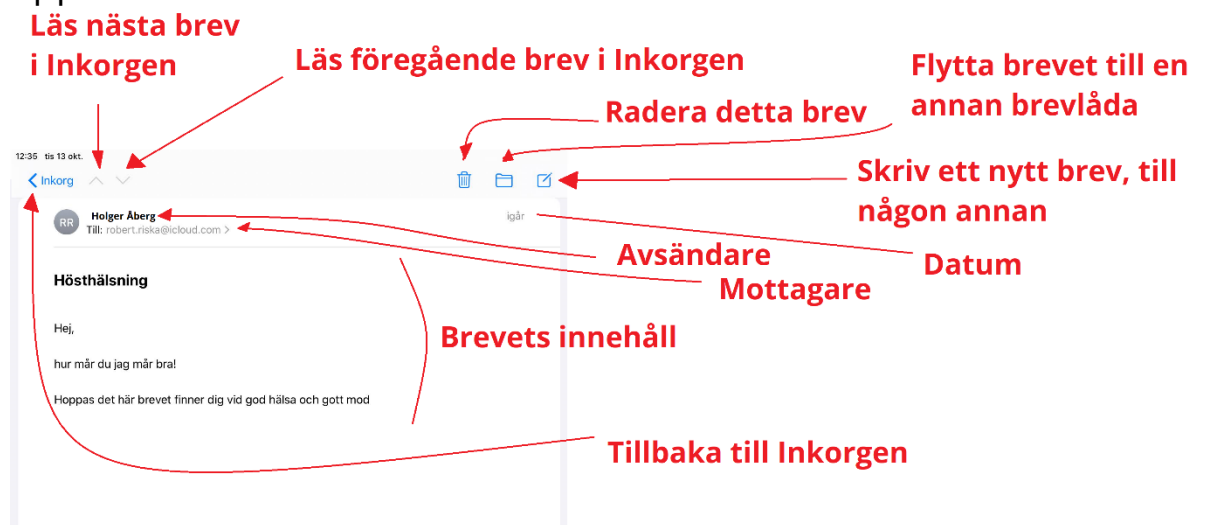 Läs nästa brev
i Inkorgen
Läs föregående brev i Inkorgen
Flytta brevet till en
annan brevlåda
Radera detta brev
12:35 tis 13 okt.
Inkorg
Skriv ett nytt brev, till
någon annan
RR
Holger Åberg
igår
Till: robert.riska@icloud.com >
Avsändare
Datum
Mottagare
Hösthälsning
Hej,
Brevets innehåll
hur mår du jag mår bra!
Hoppas det här brevet finner dig vid god hälsa och gott mod
Tillbaka till Inkorgen